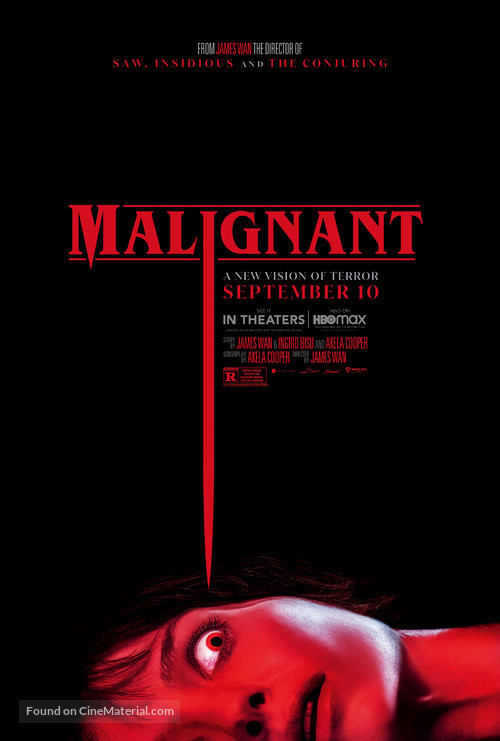 FROM JAMES WAN THE DIRECTOR OF
SAW, INSIDIOUS AND THE CONJURING
MALIGNANT
A NEW VISION OF TERROR
SEPTEMBER 10
SEE IT
IN THEATERS
AND ON
HBOMAX
STORY BY JAMES WAN & INGRID BISU AND AKELA COOPER
SCREENPLAY BY AKELA COOPER DIRECTED BY JAMES WAN
R
Found on CineMaterial.com